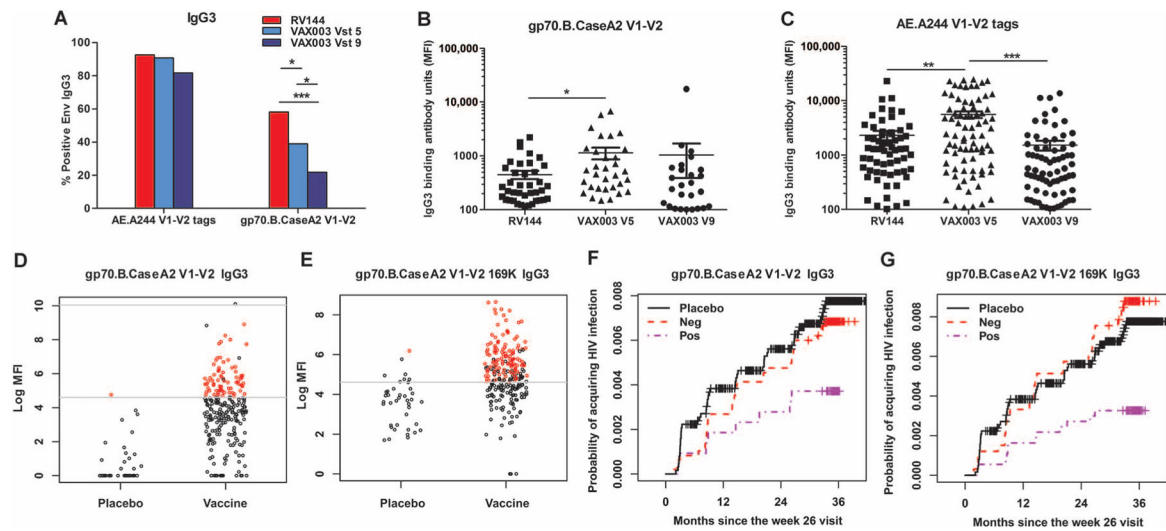 A
IgG3
RV144
VAX003 Vst 5
VAX003 Vst 9
% Positive Env IgG3
100
80
60
40
20
0
*
*
***
AE.A244 V1-V2 tags
gp70.B.CaseA2 V1-V2
B
gp70.B.CaseA2 V1-V2
IgG3 binding antibody units (MFI)
100,000
10,000
1000
100
*
RV144
VAX003 V5
VAX003 V9
C
AE.A244 V1-V2 tags
IgG3 binding antibody units (MFI)
100,000
10,000
1000
100
**
***
RV144
VAX003 V5
VAX003 V9
D
gp70.B.CaseA2 V1-V2 IgG3
Log MFI
10
8
6
4
2
0
Placebo
Vaccine
E
gp70.B.CaseA2 V1-V2 169K IgG3
Log MFI
8
6
4
2
0
Placebo
Vaccine
F
gp70.B.CaseA2 V1-V2 IgG3
Probability of acquiring HIV infection
0.008
0.006
0.004
0.002
0.000
Placebo
Neg
Pos
0
12
24
36
Months since the week 26 visit
G
gp70.B.CaseA2 V1-V2 169K IgG3
Probability of acquiring HIV infection
0.008
0.006
0.004
0.002
0.000
Placebo
Neg
Pos
0
12
24
36
Months since the week 26 visit